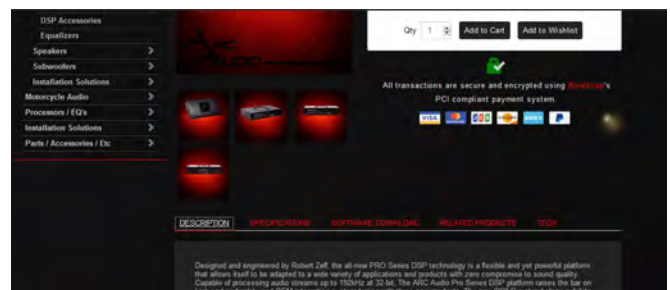 DSP Accessories
Equalizers
Speakers
Subwoofers
Installation Solutions
Motorcycle Audio
Processors / EQ's
Installation Solutions
Parts / Accessories / Etc
ARC
AUDIO
Qty 1 Add to Cart Add to Wishlist
All transactions are secure and encrypted using 's
PCI compliant payment system.
VISA JCB AMEX
DESCRIPTION SPECIFICATIONS SOFTWARE DOWNLOAD RELATED PRODUCTS TECH
Designed and engineered by Robert Zeff, the all-new PRO Series DSP technology is a flexible and yet powerful platform
that allows itself to be adapted to a wide variety of applications and products with zero compromise to sound quality.
Capable of processing audio streams up to 192kHz at 32-bit, The ARC Audio Pro Series DSP platform raises the bar on